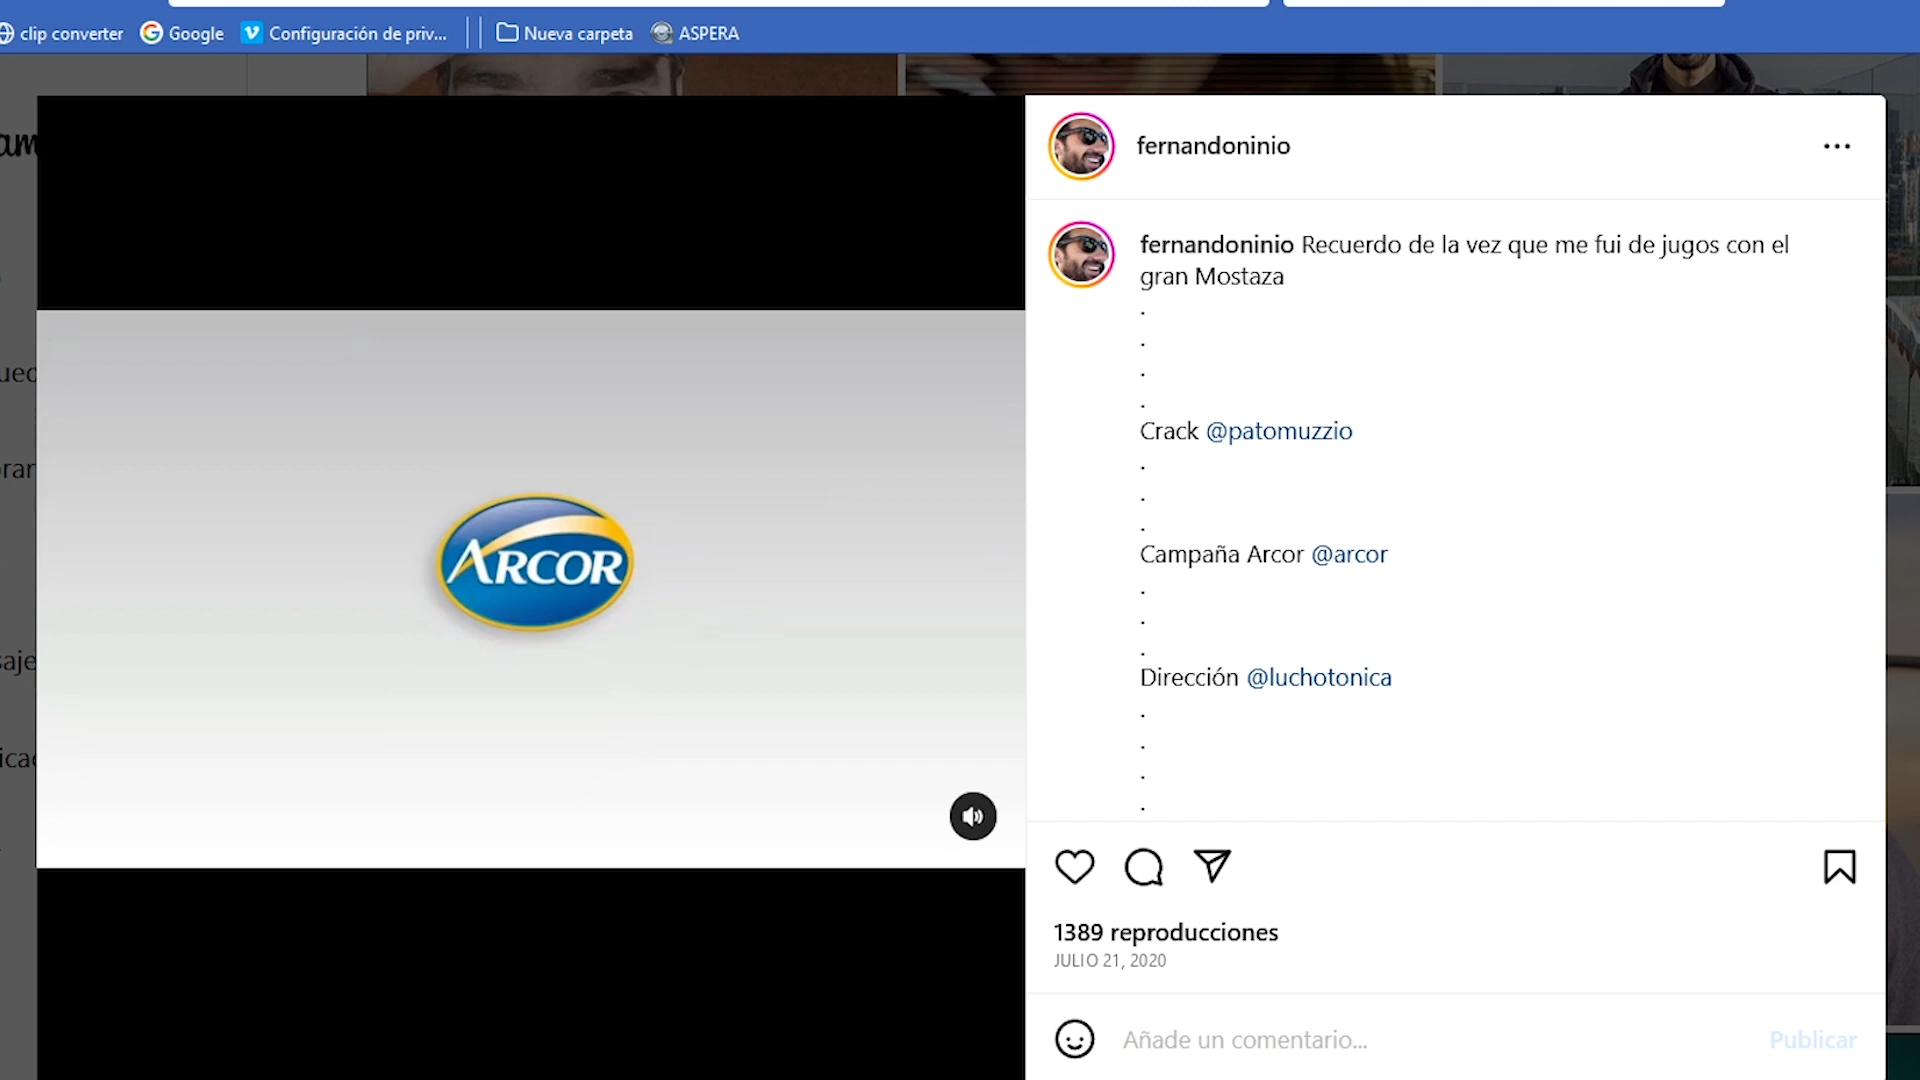 clip converter
Google
Configuración de priv...
Nueva carpeta
ASPERA
fernandoninio
fernandoninio Recuerdo de la vez que me fui de jugos con el
gran Mostaza
.
.
.
.
Crack @patomuzzio
.
.
.
Campaña Arcor @arcor
.
.
.
Dirección @luchotonica
.
.
.
.
ARCOR
1389 reproducciones
JULIO 21, 2020
Añade un comentario...
Publicar